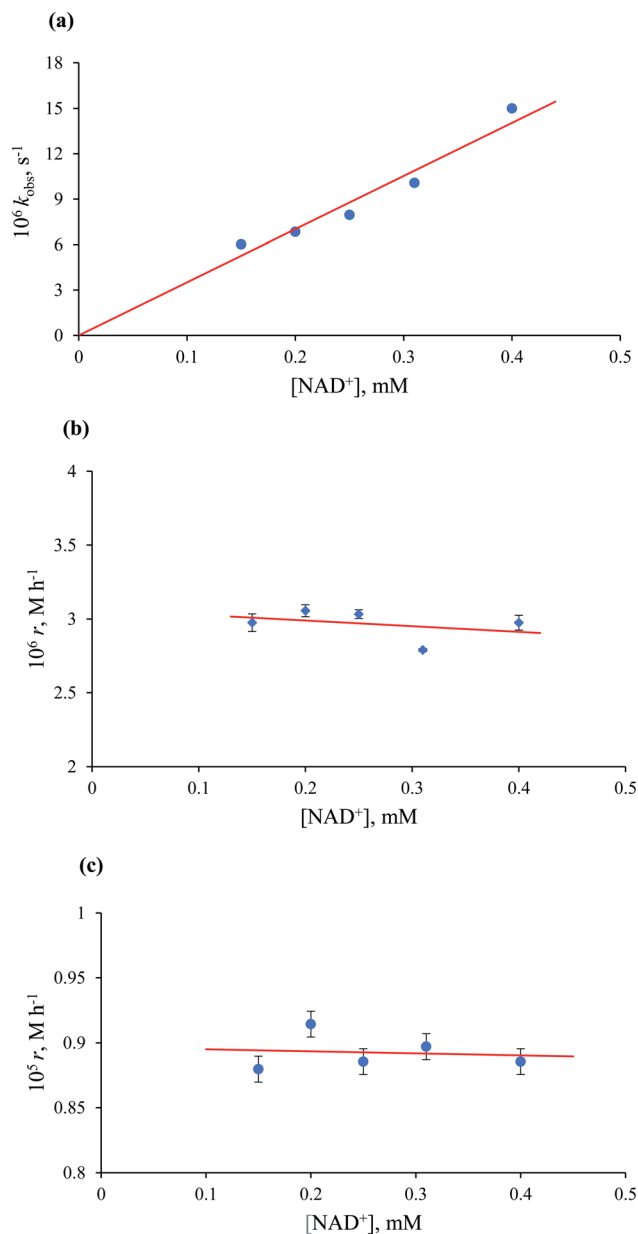 (a)
18
15
12
9
6
3
0
10⁶ k_obs, s⁻¹
0 0.1 0.2 0.3 0.4 0.5
[NAD⁺], mM
(b)
4
3.5
3
2.5
2
10⁶ r, M h⁻¹
0 0.1 0.2 0.3 0.4 0.5
[NAD⁺], mM
(c)
1
0.95
0.9
0.85
0.8
10⁵ r, M h⁻¹
0 0.1 0.2 0.3 0.4 0.5
[NAD⁺], mM